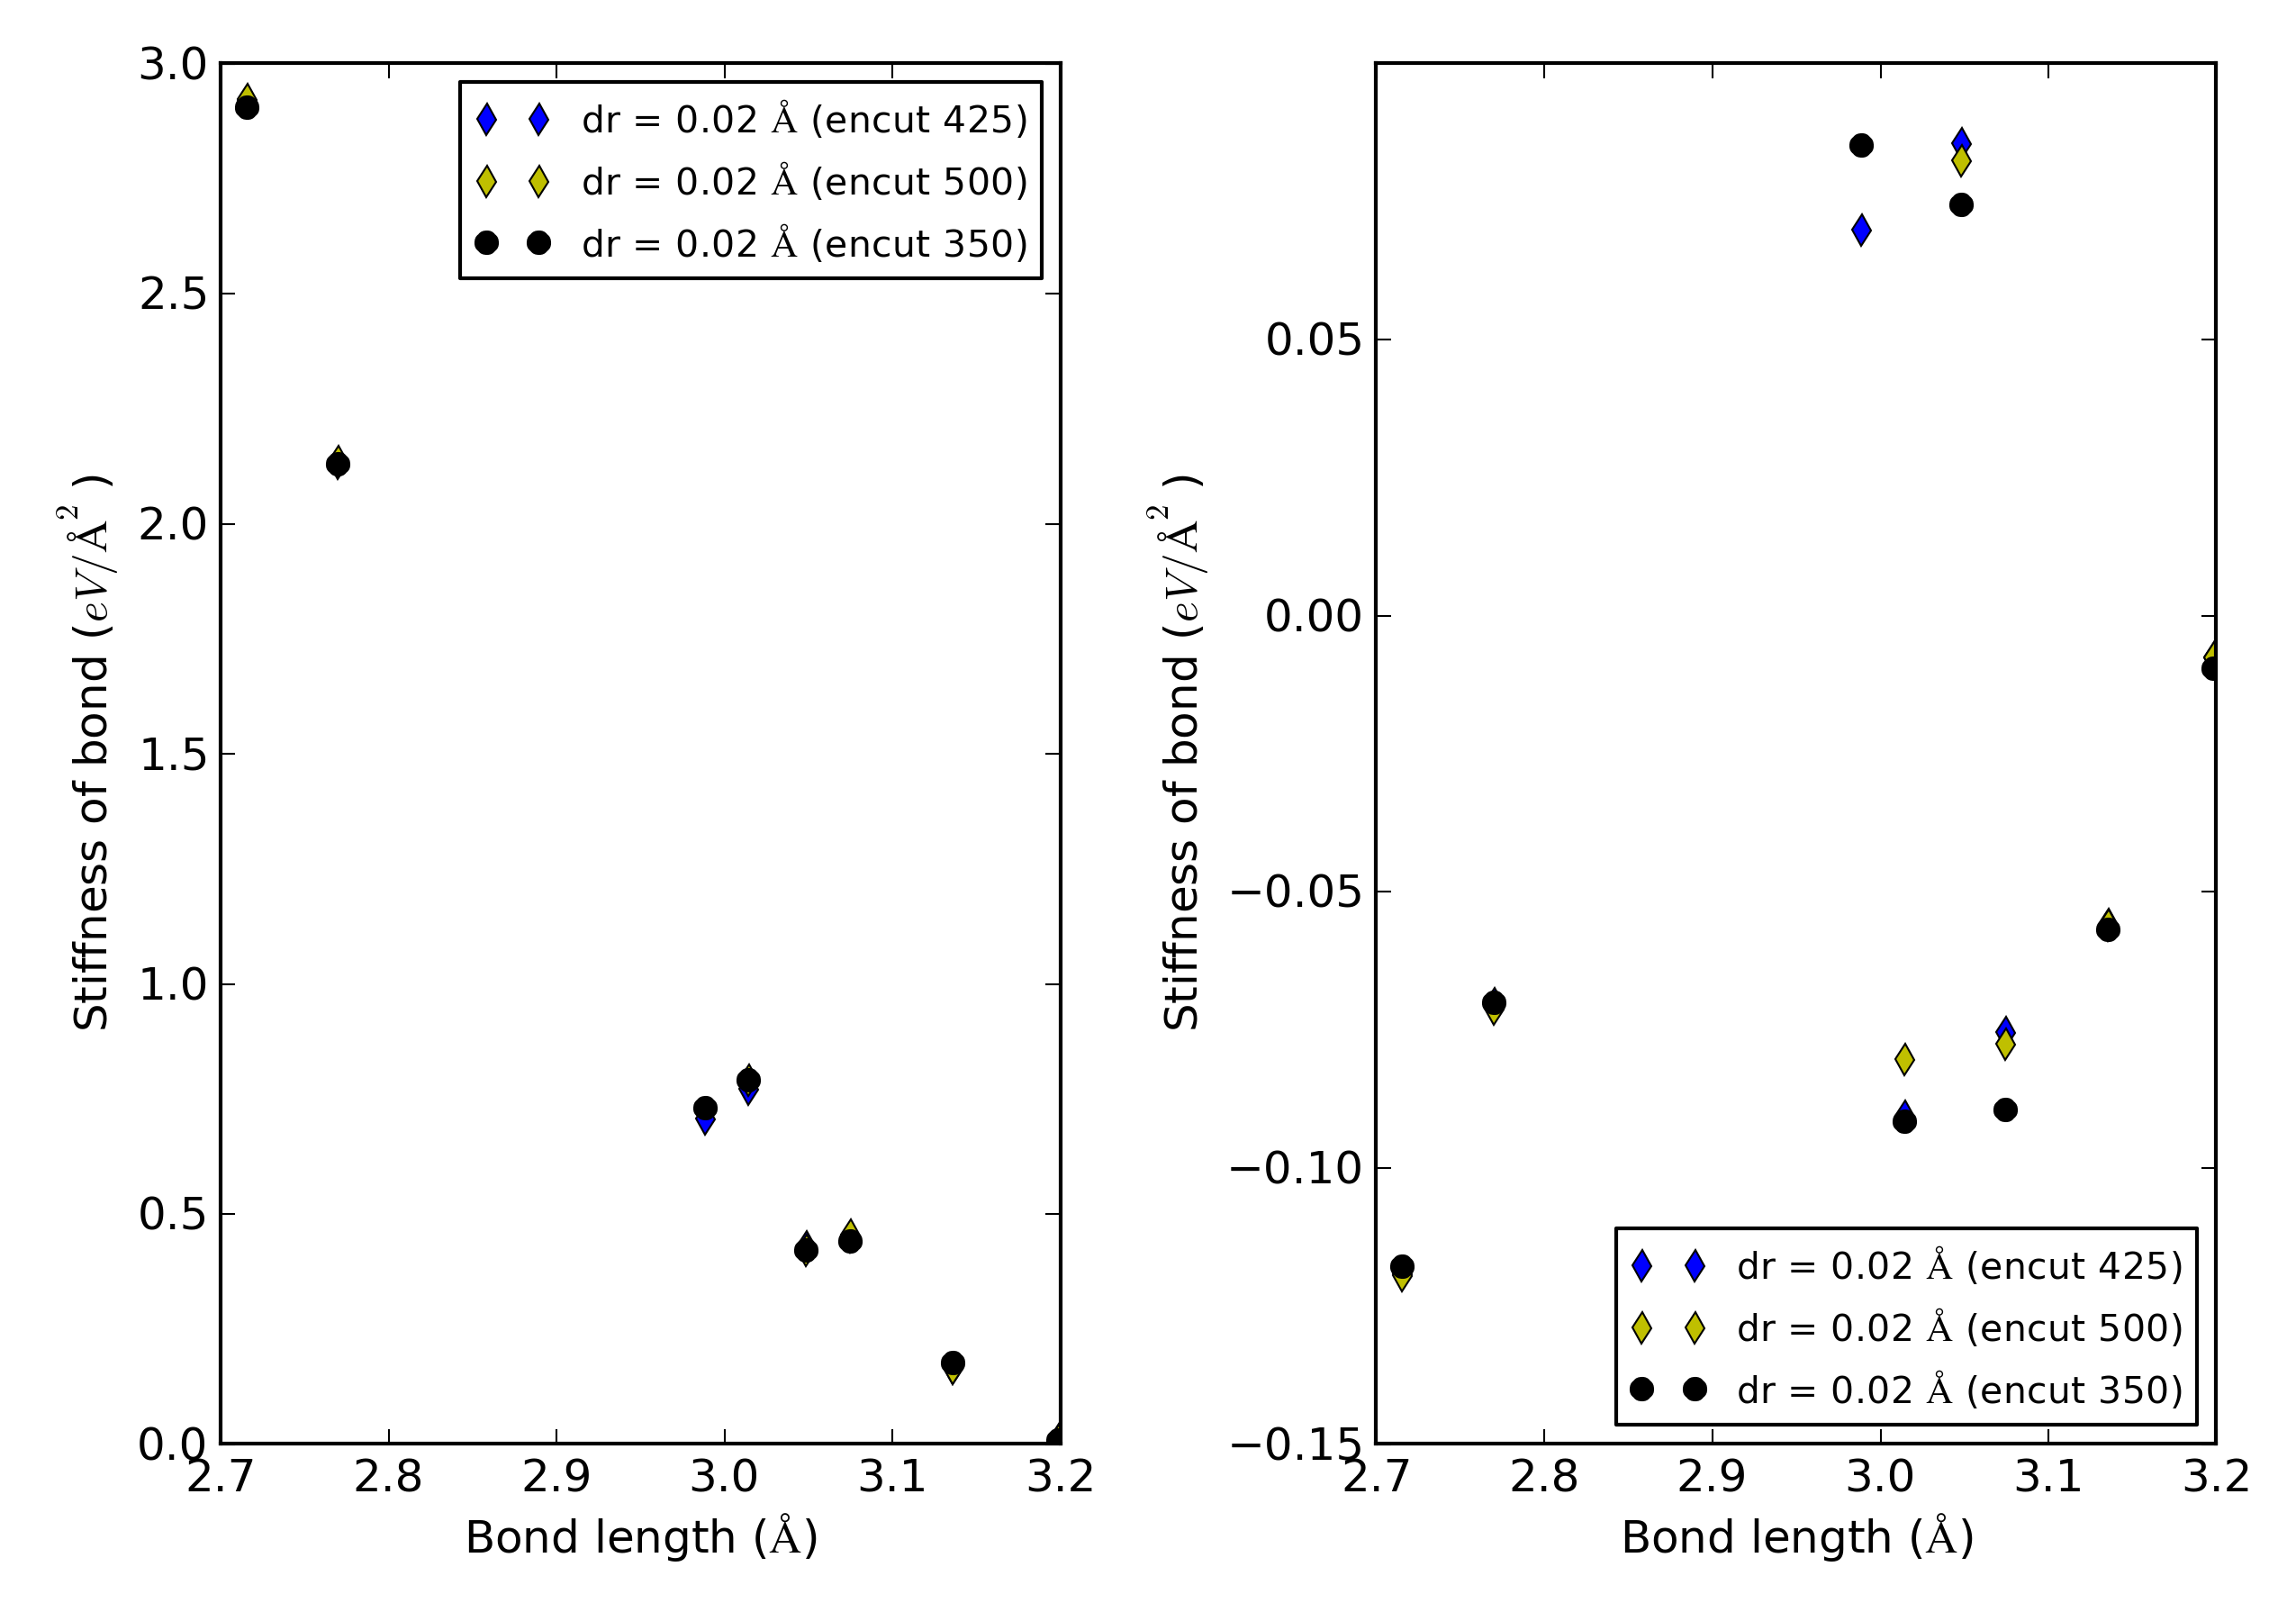 3.0
2.5
2.0
1.5
1.0
0.5
0.0
2.7 2.8 2.9 3.0 3.1 3.2
Bond length (Å)
Stiffness of bond (eV/Å²)
dr = 0.02 Å (encut 425)
dr = 0.02 Å (encut 500)
dr = 0.02 Å (encut 350)
0.05
0.00
−0.05
−0.10
−0.15
2.7 2.8 2.9 3.0 3.1 3.2
Bond length (Å)
Stiffness of bond (eV/Å²)
dr = 0.02 Å (encut 425)
dr = 0.02 Å (encut 500)
dr = 0.02 Å (encut 350)